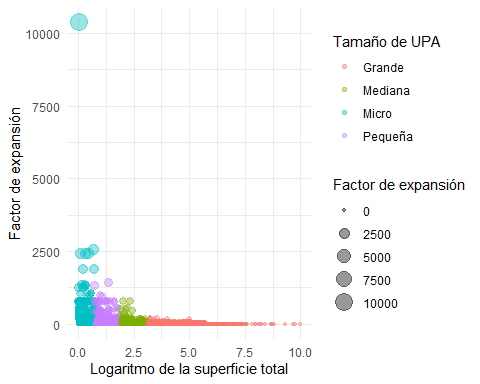 10000
7500
5000
2500
0
Factor de expansión
0.0 2.5 5.0 7.5 10.0
Logaritmo de la superficie total
Tamaño de UPA
Grande
Mediana
Micro
Pequeña
Factor de expansión
0
2500
5000
7500
10000